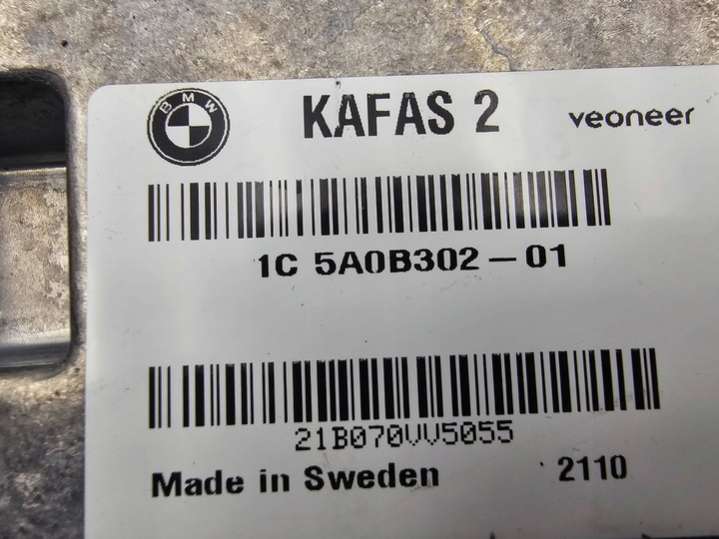 BMW KAFAS 2 veoneer
1C 5A0B302-01
21B070VV5055
Made in Sweden 2110